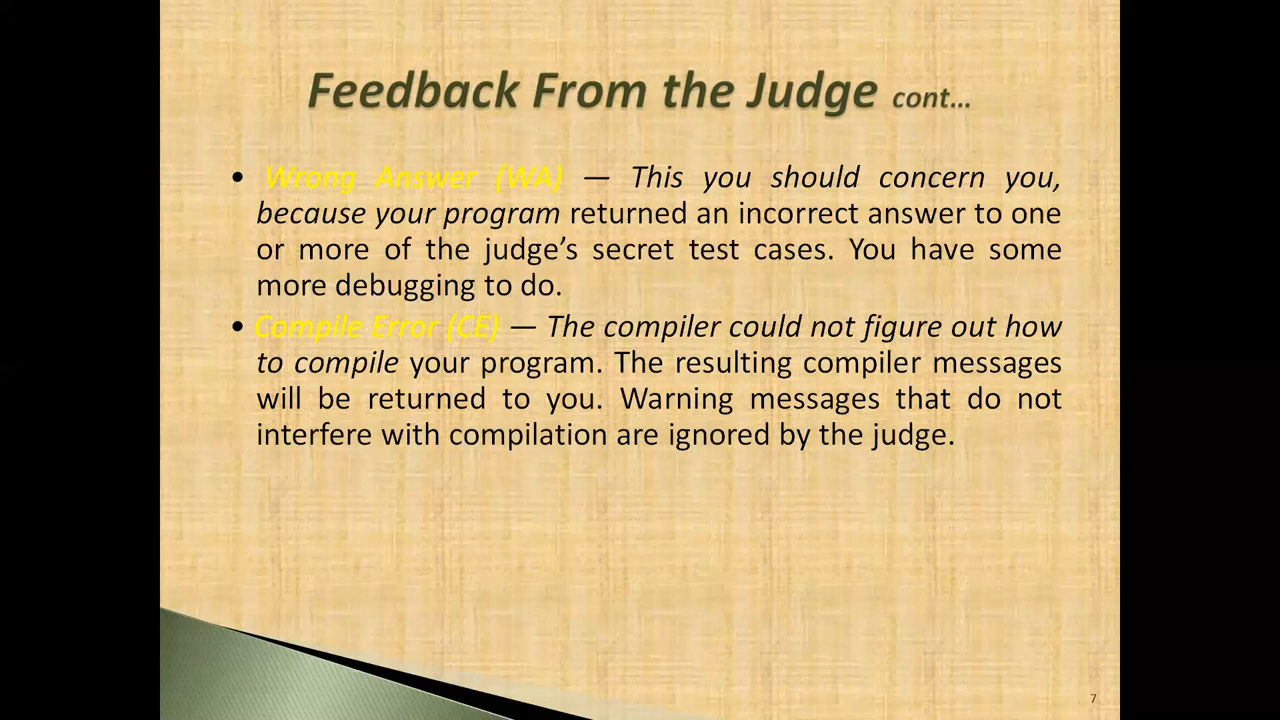 Feedback From the Judge cont...
• Wrong Answer (WA) — This you should concern you,
because your program returned an incorrect answer to one
or more of the judge’s secret test cases. You have some
more debugging to do.
• Compile Error (CE) — The compiler could not figure out how
to compile your program. The resulting compiler messages
will be returned to you. Warning messages that do not
interfere with compilation are ignored by the judge.
7